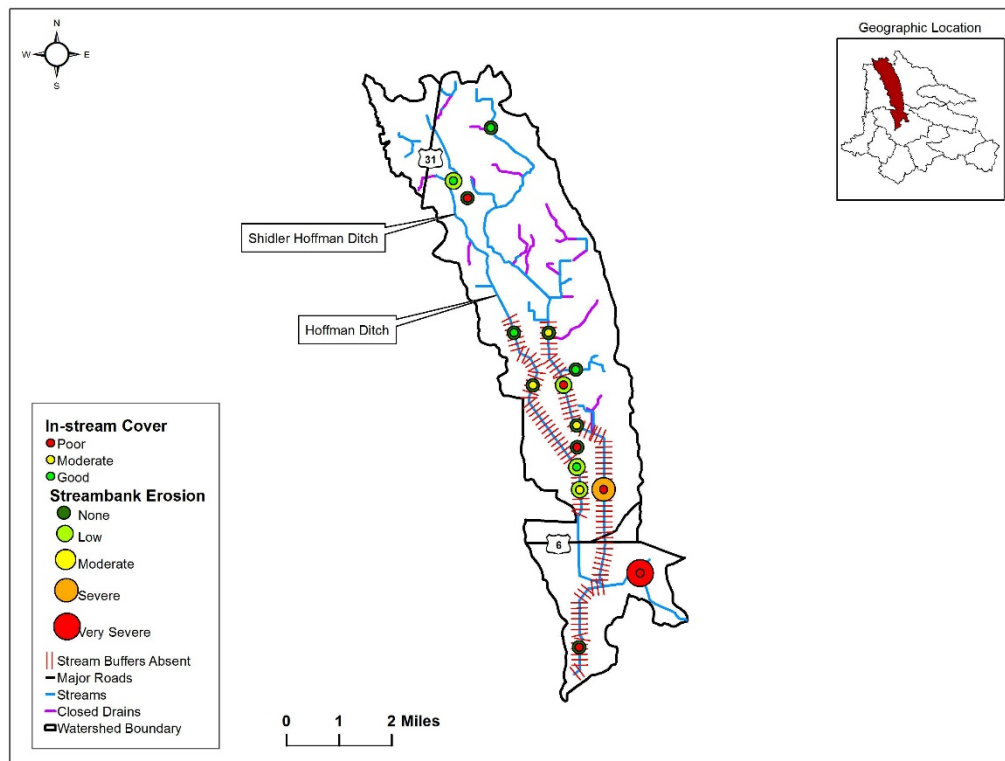 N
W E
S
Geographic Location
31
Shidler Hoffman Ditch
Hoffman Ditch
In-stream Cover
Poor
Moderate
Good
Streambank Erosion
None
Low
Moderate
Severe
Very Severe
Stream Buffers Absent
Major Roads
Streams
Closed Drains
Watershed Boundary
6
0 1 2 Miles